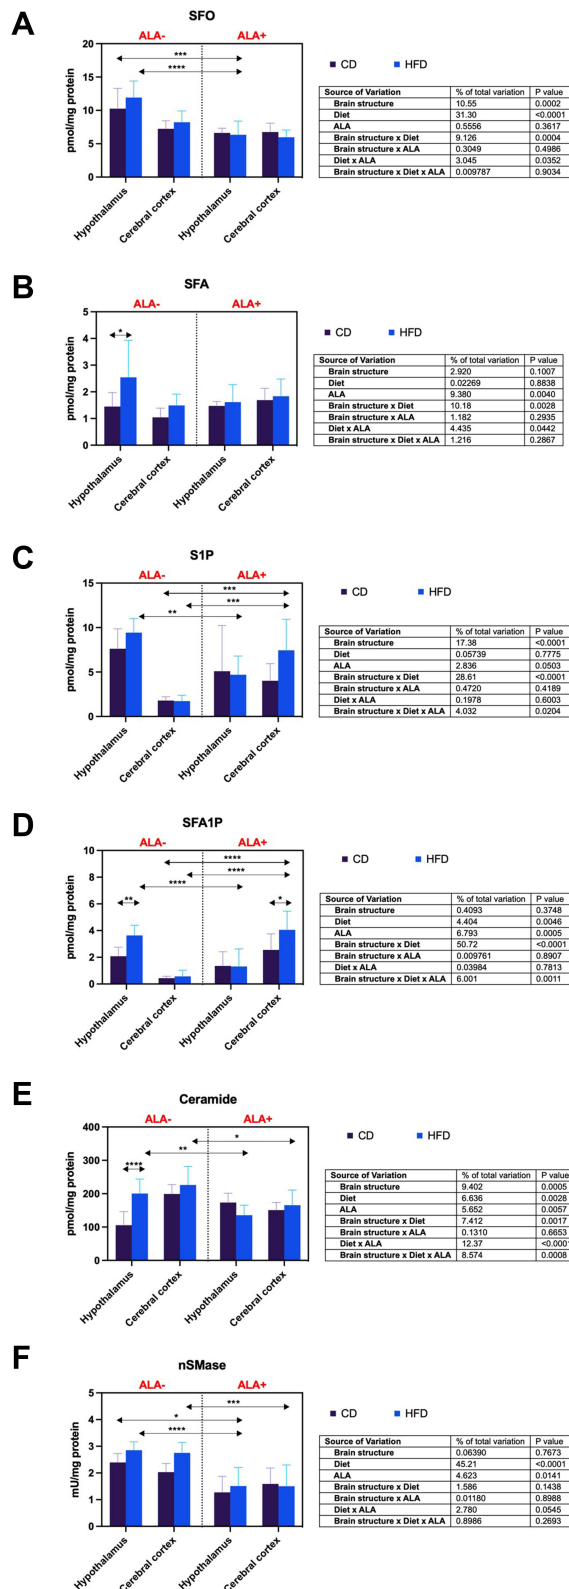 A
SFO
ALA- ALA+
*** 
****
pmol/mg protein
20
15
10
5
0
Hypothalamus
Cerebral cortex
Hypothalamus
Cerebral cortex
CD HFD
Source of Variation % of total variation P value
Brain structure 10.55 0.0002
Diet 31.30 <0.0001
ALA 0.5556 0.3617
Brain structure x Diet 9.126 0.0004
Brain structure x ALA 0.3049 0.4986
Diet x ALA 3.045 0.0352
Brain structure x Diet x ALA 0.009787 0.9034
B
SFA
ALA- ALA+
*
pmol/mg protein
5
4
3
2
1
0
Hypothalamus
Cerebral cortex
Hypothalamus
Cerebral cortex
CD HFD
Source of Variation % of total variation P value
Brain structure 2.920 0.1007
Diet 0.02269 0.8838
ALA 9.380 0.0040
Brain structure x Diet 10.18 0.0028
Brain structure x ALA 1.182 0.2935
Diet x ALA 4.435 0.0442
Brain structure x Diet x ALA 1.216 0.2867
C
S1P
ALA- ALA+
***
***
**
pmol/mg protein
15
10
5
0
Hypothalamus
Cerebral cortex
Hypothalamus
Cerebral cortex
CD HFD
Source of Variation % of total variation P value
Brain structure 17.38 <0.0001
Diet 0.05739 0.7775
ALA 2.836 0.0503
Brain structure x Diet 28.61 <0.0001
Brain structure x ALA 0.4720 0.4189
Diet x ALA 0.1978 0.6003
Brain structure x Diet x ALA 4.032 0.0204
D
SFA1P
ALA- ALA+
****
****
****
** *
pmol/mg protein
10
8
6
4
2
0
Hypothalamus
Cerebral cortex
Hypothalamus
Cerebral cortex
CD HFD
Source of Variation % of total variation P value
Brain structure 0.4093 0.3748
Diet 4.404 0.0046
ALA 6.793 0.0005
Brain structure x Diet 50.72 <0.0001
Brain structure x ALA 0.009761 0.8907
Diet x ALA 0.03984 0.7813
Brain structure x Diet x ALA 6.001 0.0011
E
Ceramide
ALA- ALA+
*
**
****
pmol/mg protein
400
300
200
100
0
Hypothalamus
Cerebral cortex
Hypothalamus
Cerebral cortex
CD HFD
Source of Variation % of total variation P value
Brain structure 9.402 0.0005
Diet 6.636 0.0028
ALA 5.652 0.0057
Brain structure x Diet 7.412 0.0017
Brain structure x ALA 0.1310 0.6653
Diet x ALA 12.37 <0.0001
Brain structure x Diet x ALA 8.574 0.0008
F
nSMase
ALA- ALA+
***
*
****
mU/mg protein
5
4
3
2
1
0
Hypothalamus
Cerebral cortex
Hypothalamus
Cerebral cortex
CD HFD
Source of Variation % of total variation P value
Brain structure 0.06390 0.7673
Diet 45.21 <0.0001
ALA 4.623 0.0141
Brain structure x Diet 1.586 0.1438
Brain structure x ALA 0.01180 0.8988
Diet x ALA 2.780 0.0545
Brain structure x Diet x ALA 0.8986 0.2693